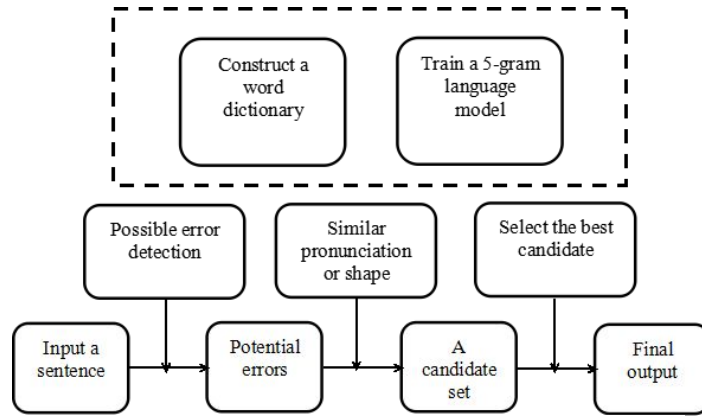 Construct a
word
dictionary
Train a 5-gram
language
model
Possible error
detection
Similar
pronunciation
or shape
Select the best
candidate
Input a
sentence
Potential
errors
A
candidate
set
Final
output